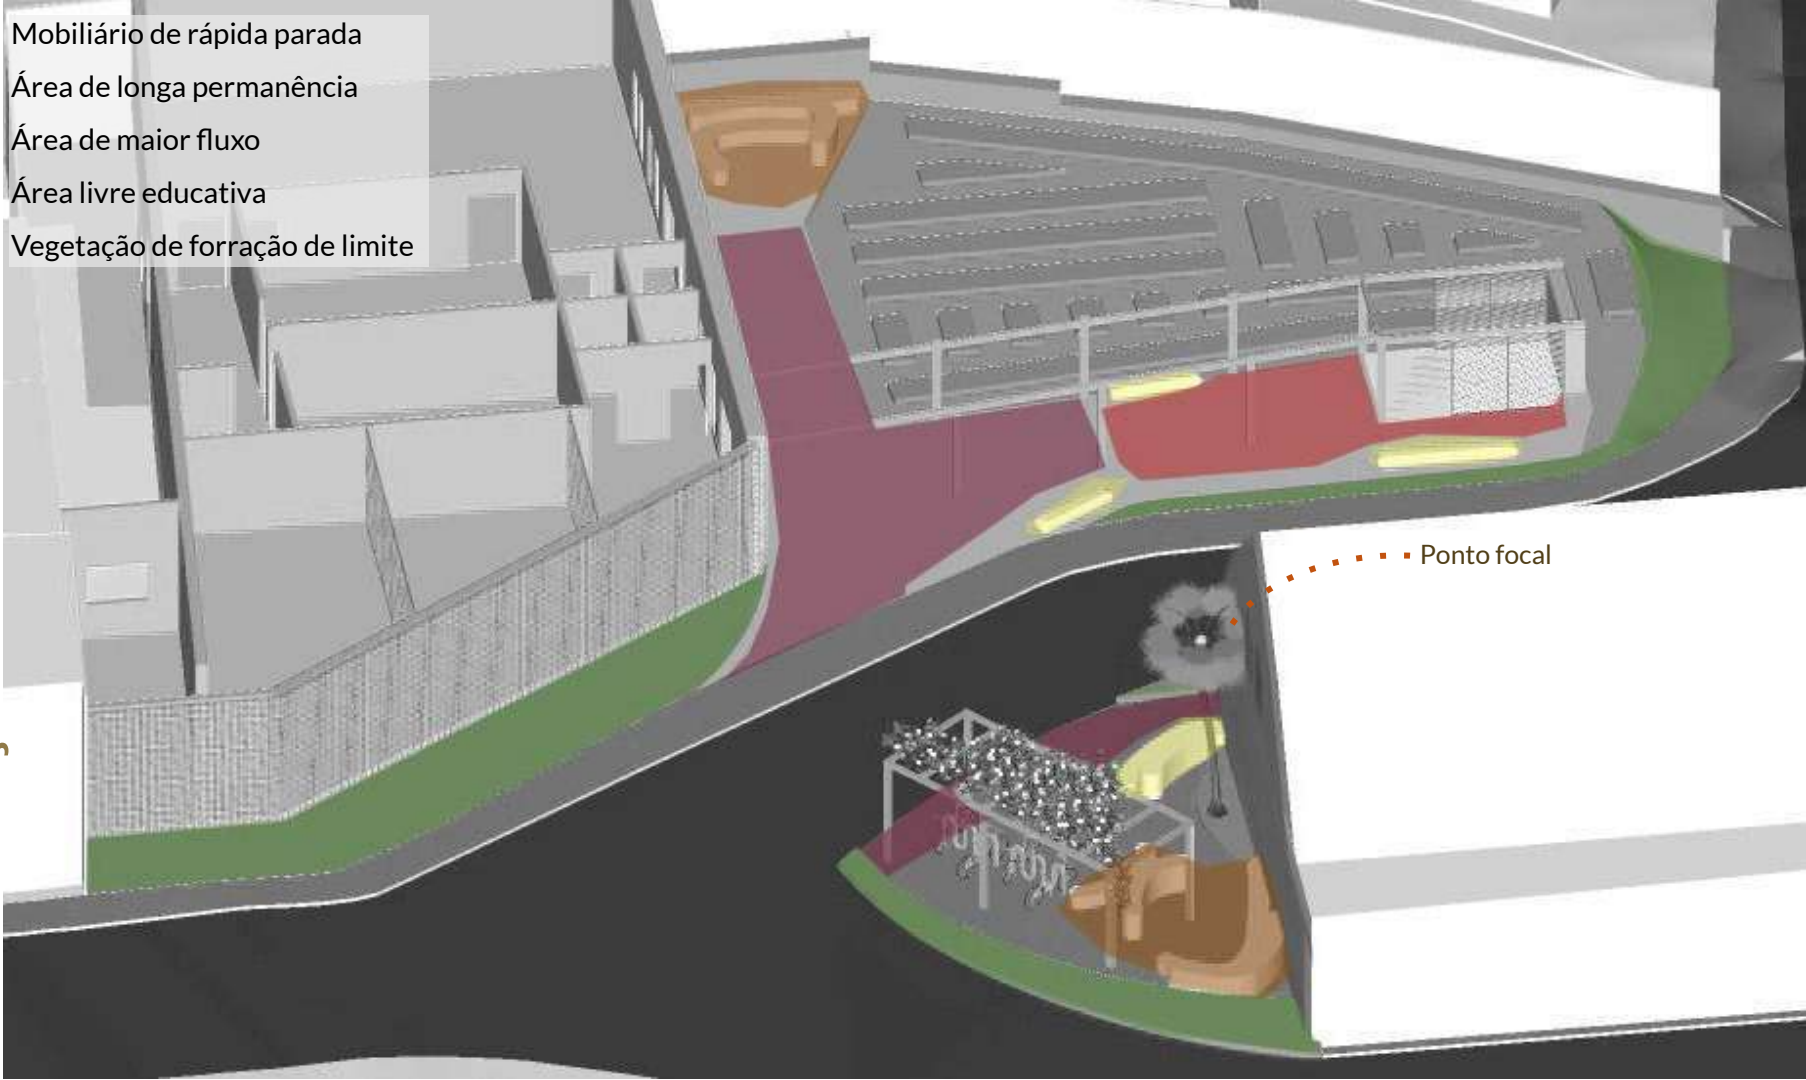 Mobiliário de rápida parada
Área de longa permanência
Área de maior fluxo
Área livre educativa
Vegetação de forração de limite
Ponto focal